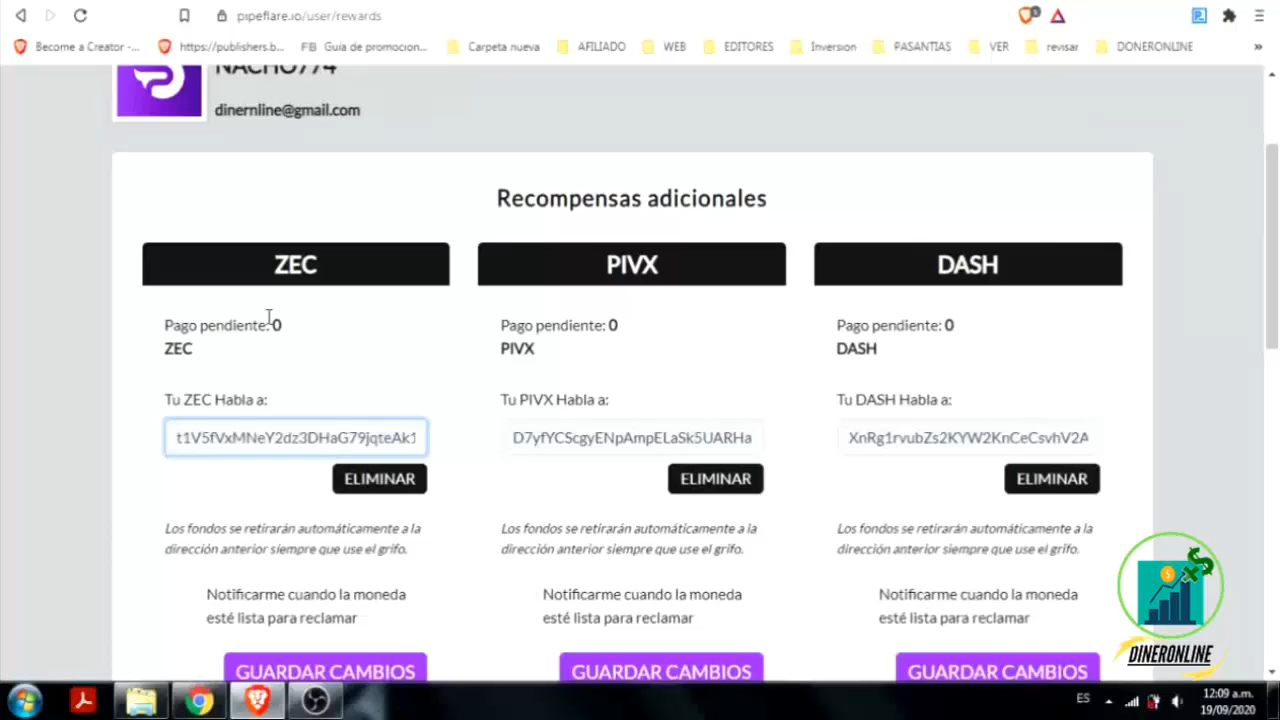 pipeflare.io/user/rewards
Become a Creator -... https://publishers.b... Guia de promocion... Carpeta nueva AFILIADO WEB EDITORES Inversion PASANTIAS VER revisar DONERONLINE »
NACHO774
dinernline@gmail.com
Recompensas adicionales
ZEC PIVX DASH
Pago pendiente: 0 Pago pendiente: 0 Pago pendiente: 0
ZEC PIVX DASH
Tu ZEC Habla a: Tu PIVX Habla a: Tu DASH Habla a:
t1V5fVxMNeY2dz3DHaG79jqteAk1 D7yfYCScgyENpAmpELaSk5UARHa XnRg1rvubZs2KYW2KnCeCsvhV2A
ELIMINAR ELIMINAR ELIMINAR
Los fondos se retirarán automáticamente a la Los fondos se retirarán automáticamente a la Los fondos se retirarán automáticamente a la
dirección anterior siempre que use el grifo. dirección anterior siempre que use el grifo. dirección anterior siempre que use el grifo.
Notificarme cuando la moneda Notificarme cuando la moneda Notificarme cuando la moneda
esté lista para reclamar esté lista para reclamar esté lista para reclamar
DINERONLINE
GUARDAR CAMBIOS GUARDAR CAMBIOS GUARDAR CAMBIOS
ES 12:09 a.m.
19/09/2020